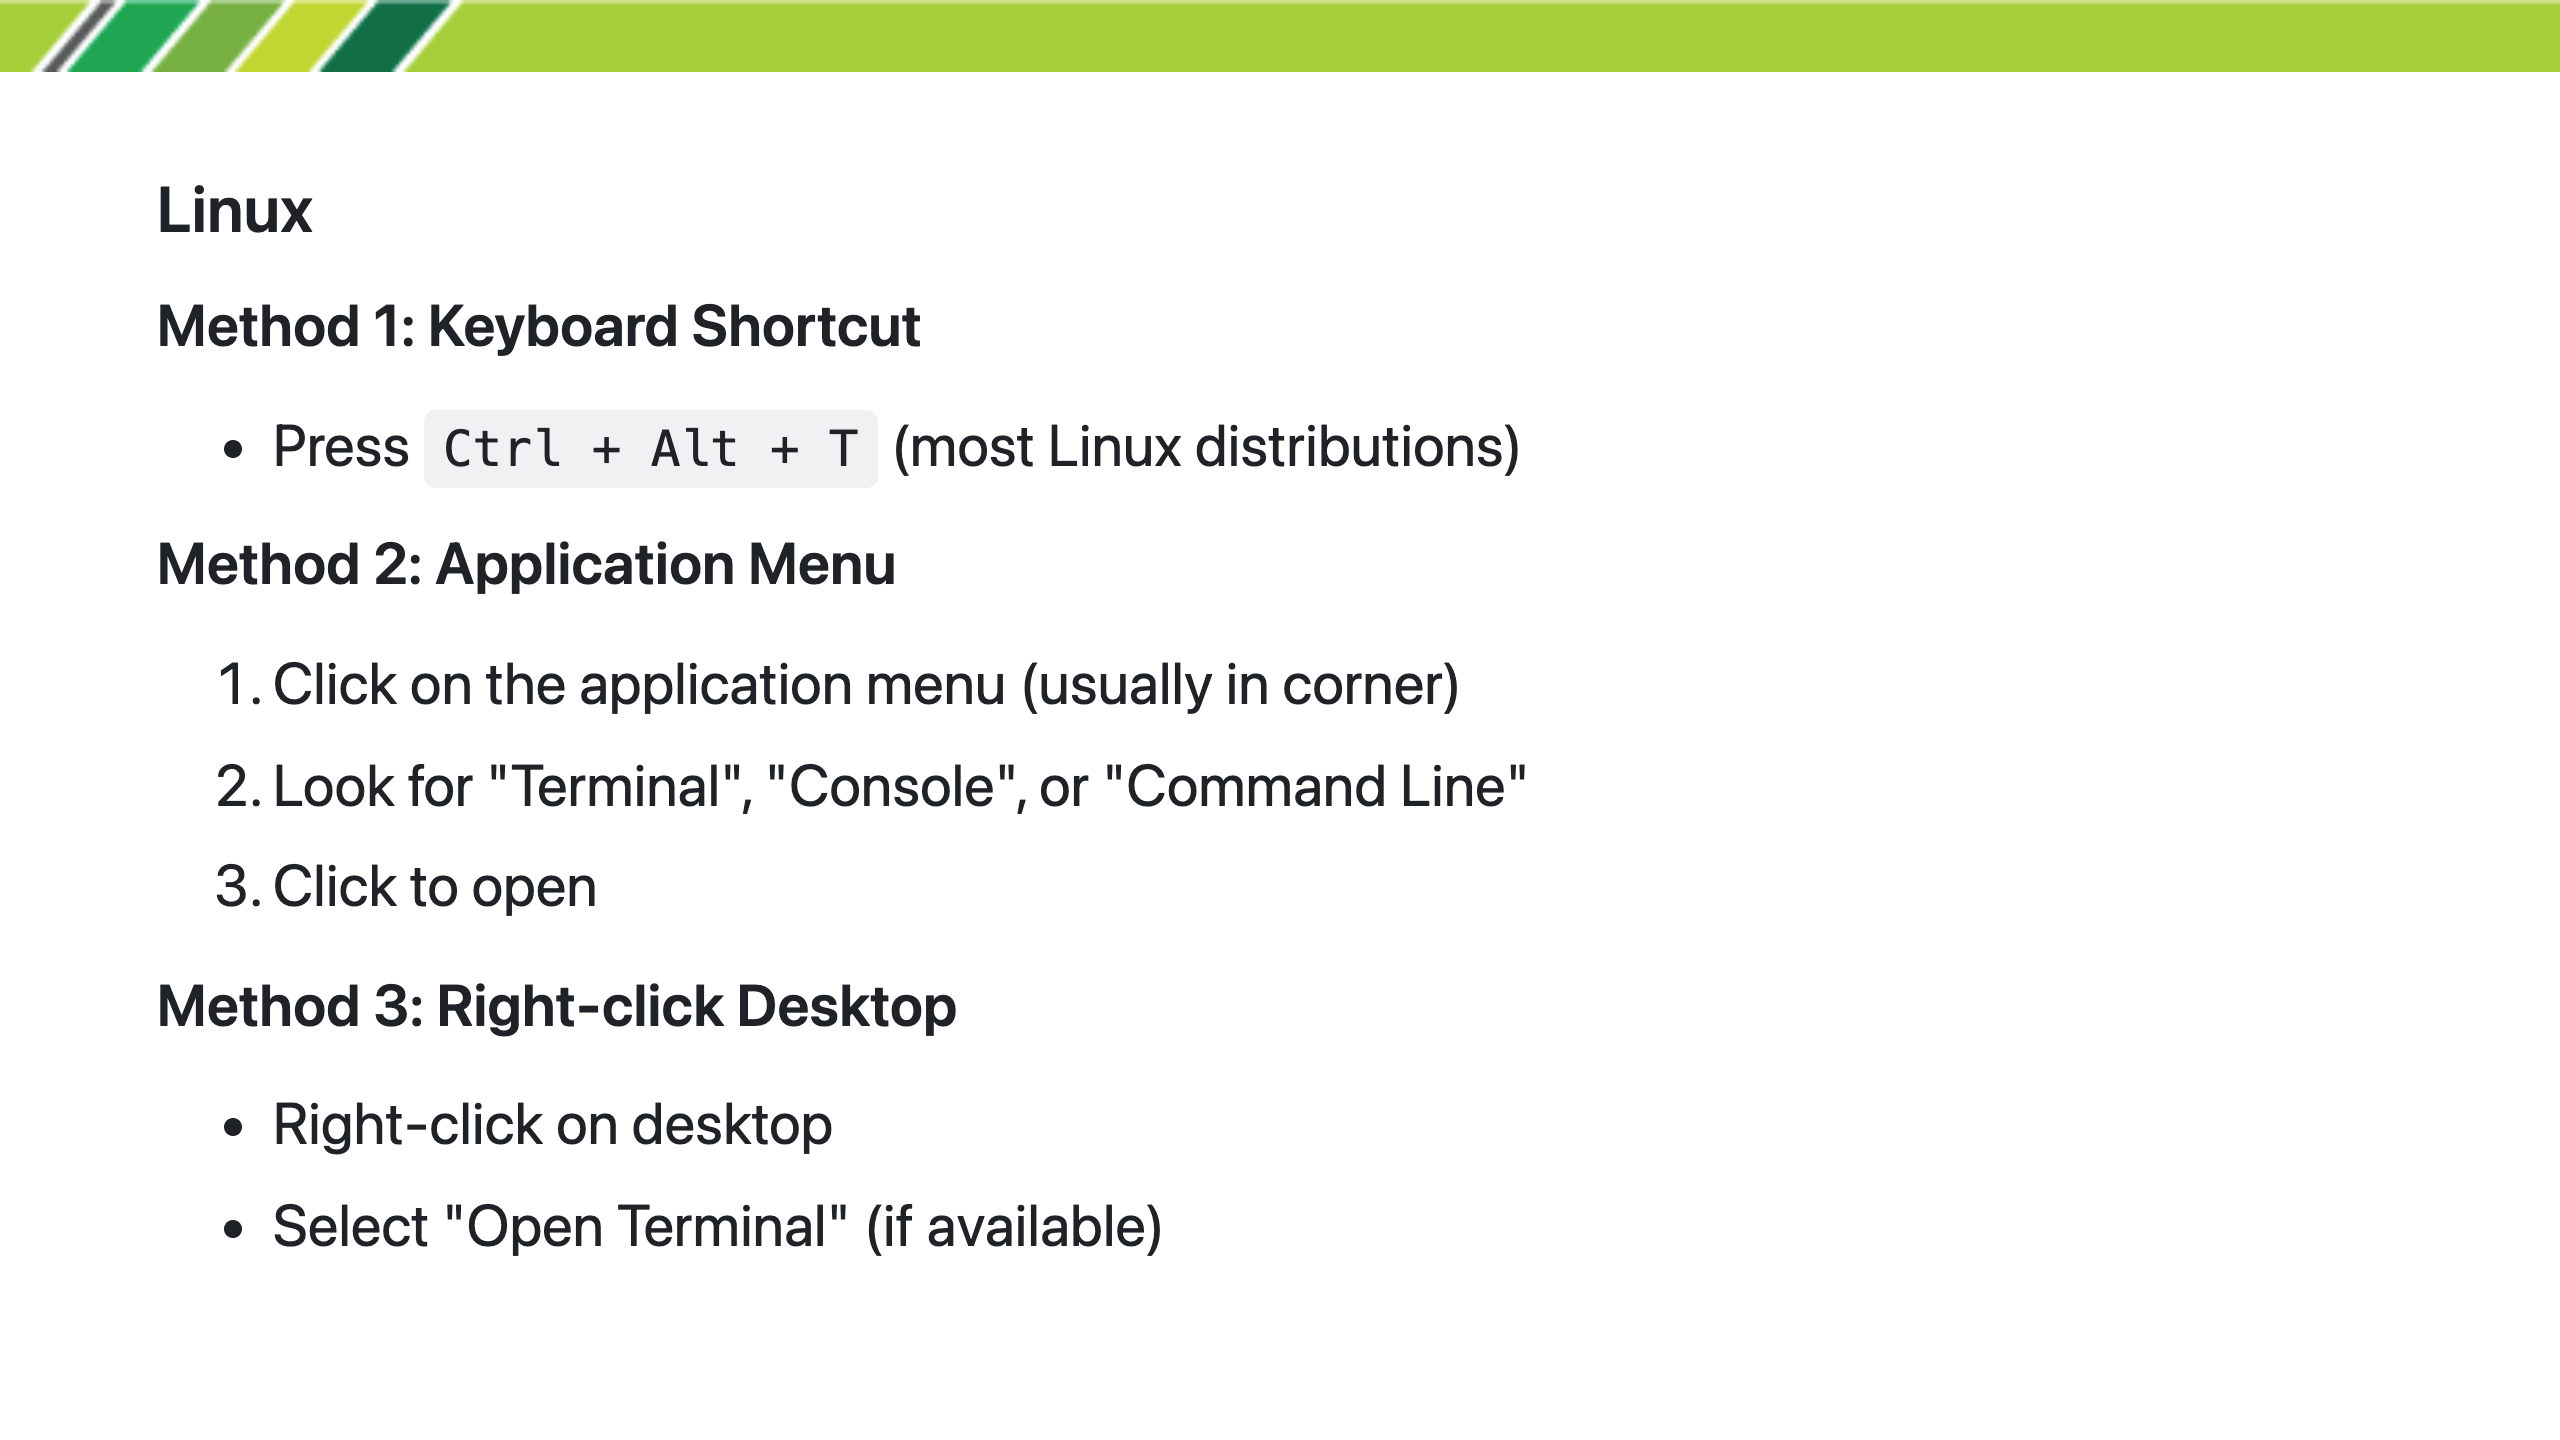 Linux
Method 1: Keyboard Shortcut
• Press Ctrl + Alt + T (most Linux distributions)
Method 2: Application Menu
1. Click on the application menu (usually in corner)
2. Look for "Terminal", "Console", or "Command Line"
3. Click to open
Method 3: Right-click Desktop
• Right-click on desktop
• Select "Open Terminal" (if available)